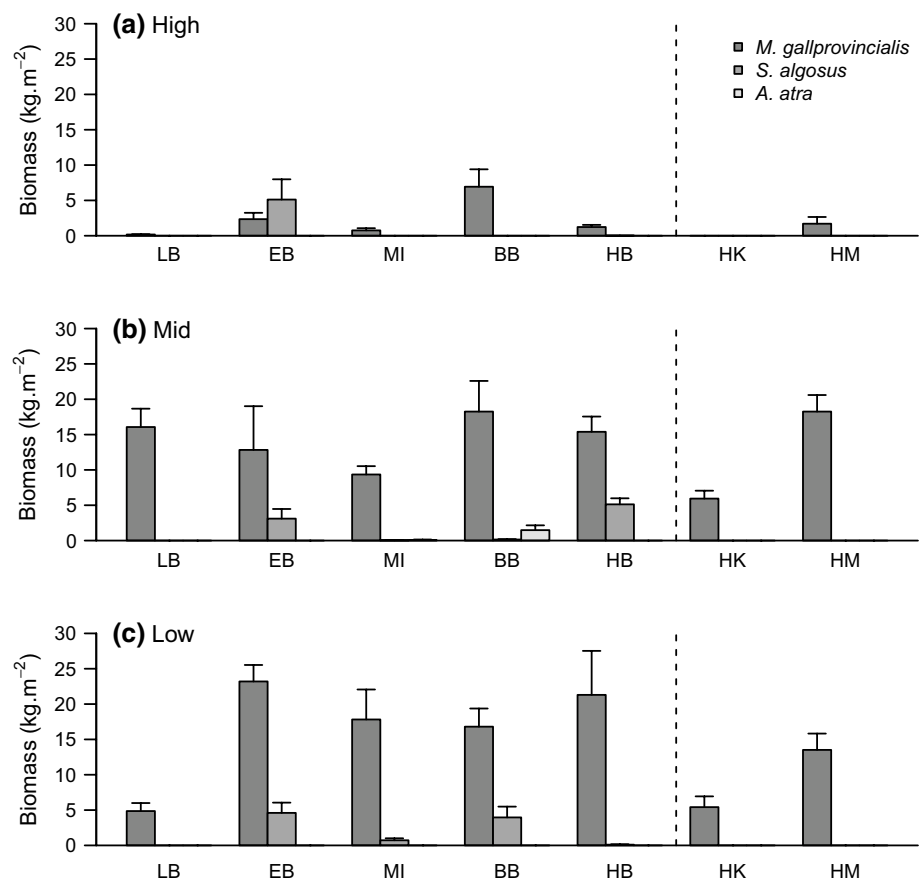 (a) High
Biomass (kg.m⁻²)
30
25
20
15
10
5
0
M. gallprovincialis
S. algosus
A. atra
LB EB MI BB HB HK HM
(b) Mid
Biomass (kg.m⁻²)
30
25
20
15
10
5
0
LB EB MI BB HB HK HM
(c) Low
Biomass (kg.m⁻²)
30
25
20
15
10
5
0
LB EB MI BB HB HK HM